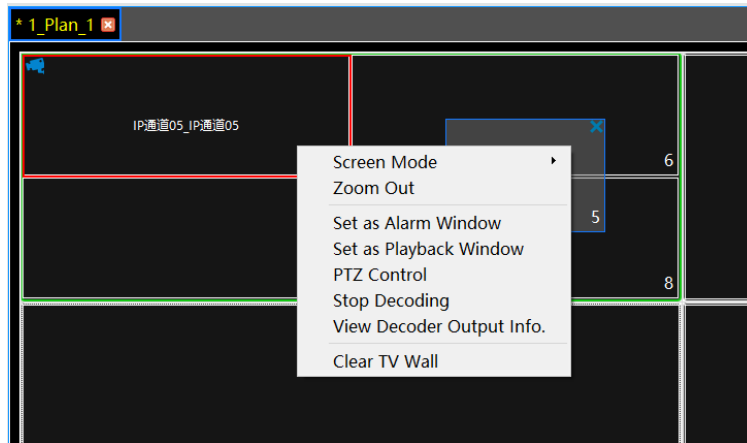 * 1_Plan_1
IP通道05_IP通道05
6
5
8
Screen Mode
Zoom Out
Set as Alarm Window
Set as Playback Window
PTZ Control
Stop Decoding
View Decoder Output Info.
Clear TV Wall